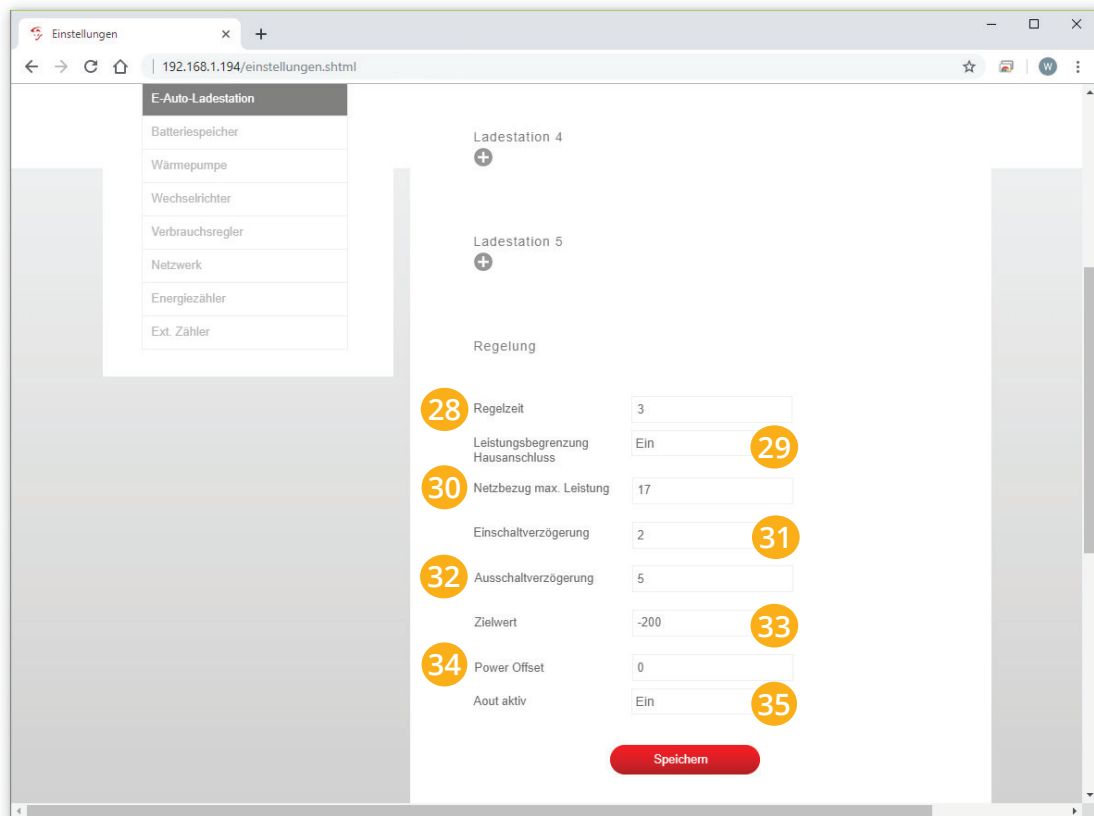 Einstellungen
192.168.1.194/einstellungen.shtml
W
E-Auto-Ladestation
Batteriespeicher
Wärmepumpe
Wechselrichter
Verbrauchsregler
Netzwerk
Energiezähler
Ext. Zähler
Ladestation 4
Ladestation 5
Regelung
28 Regelzeit 3
Leistungsbegrenzung
Hausanschluss Ein 29
30 Netzbezug max. Leistung 17
Einschaltverzögerung 2 31
32 Ausschaltverzögerung 5
Zielwert -200 33
34 Power Offset 0
Aout aktiv Ein 35
Speichern